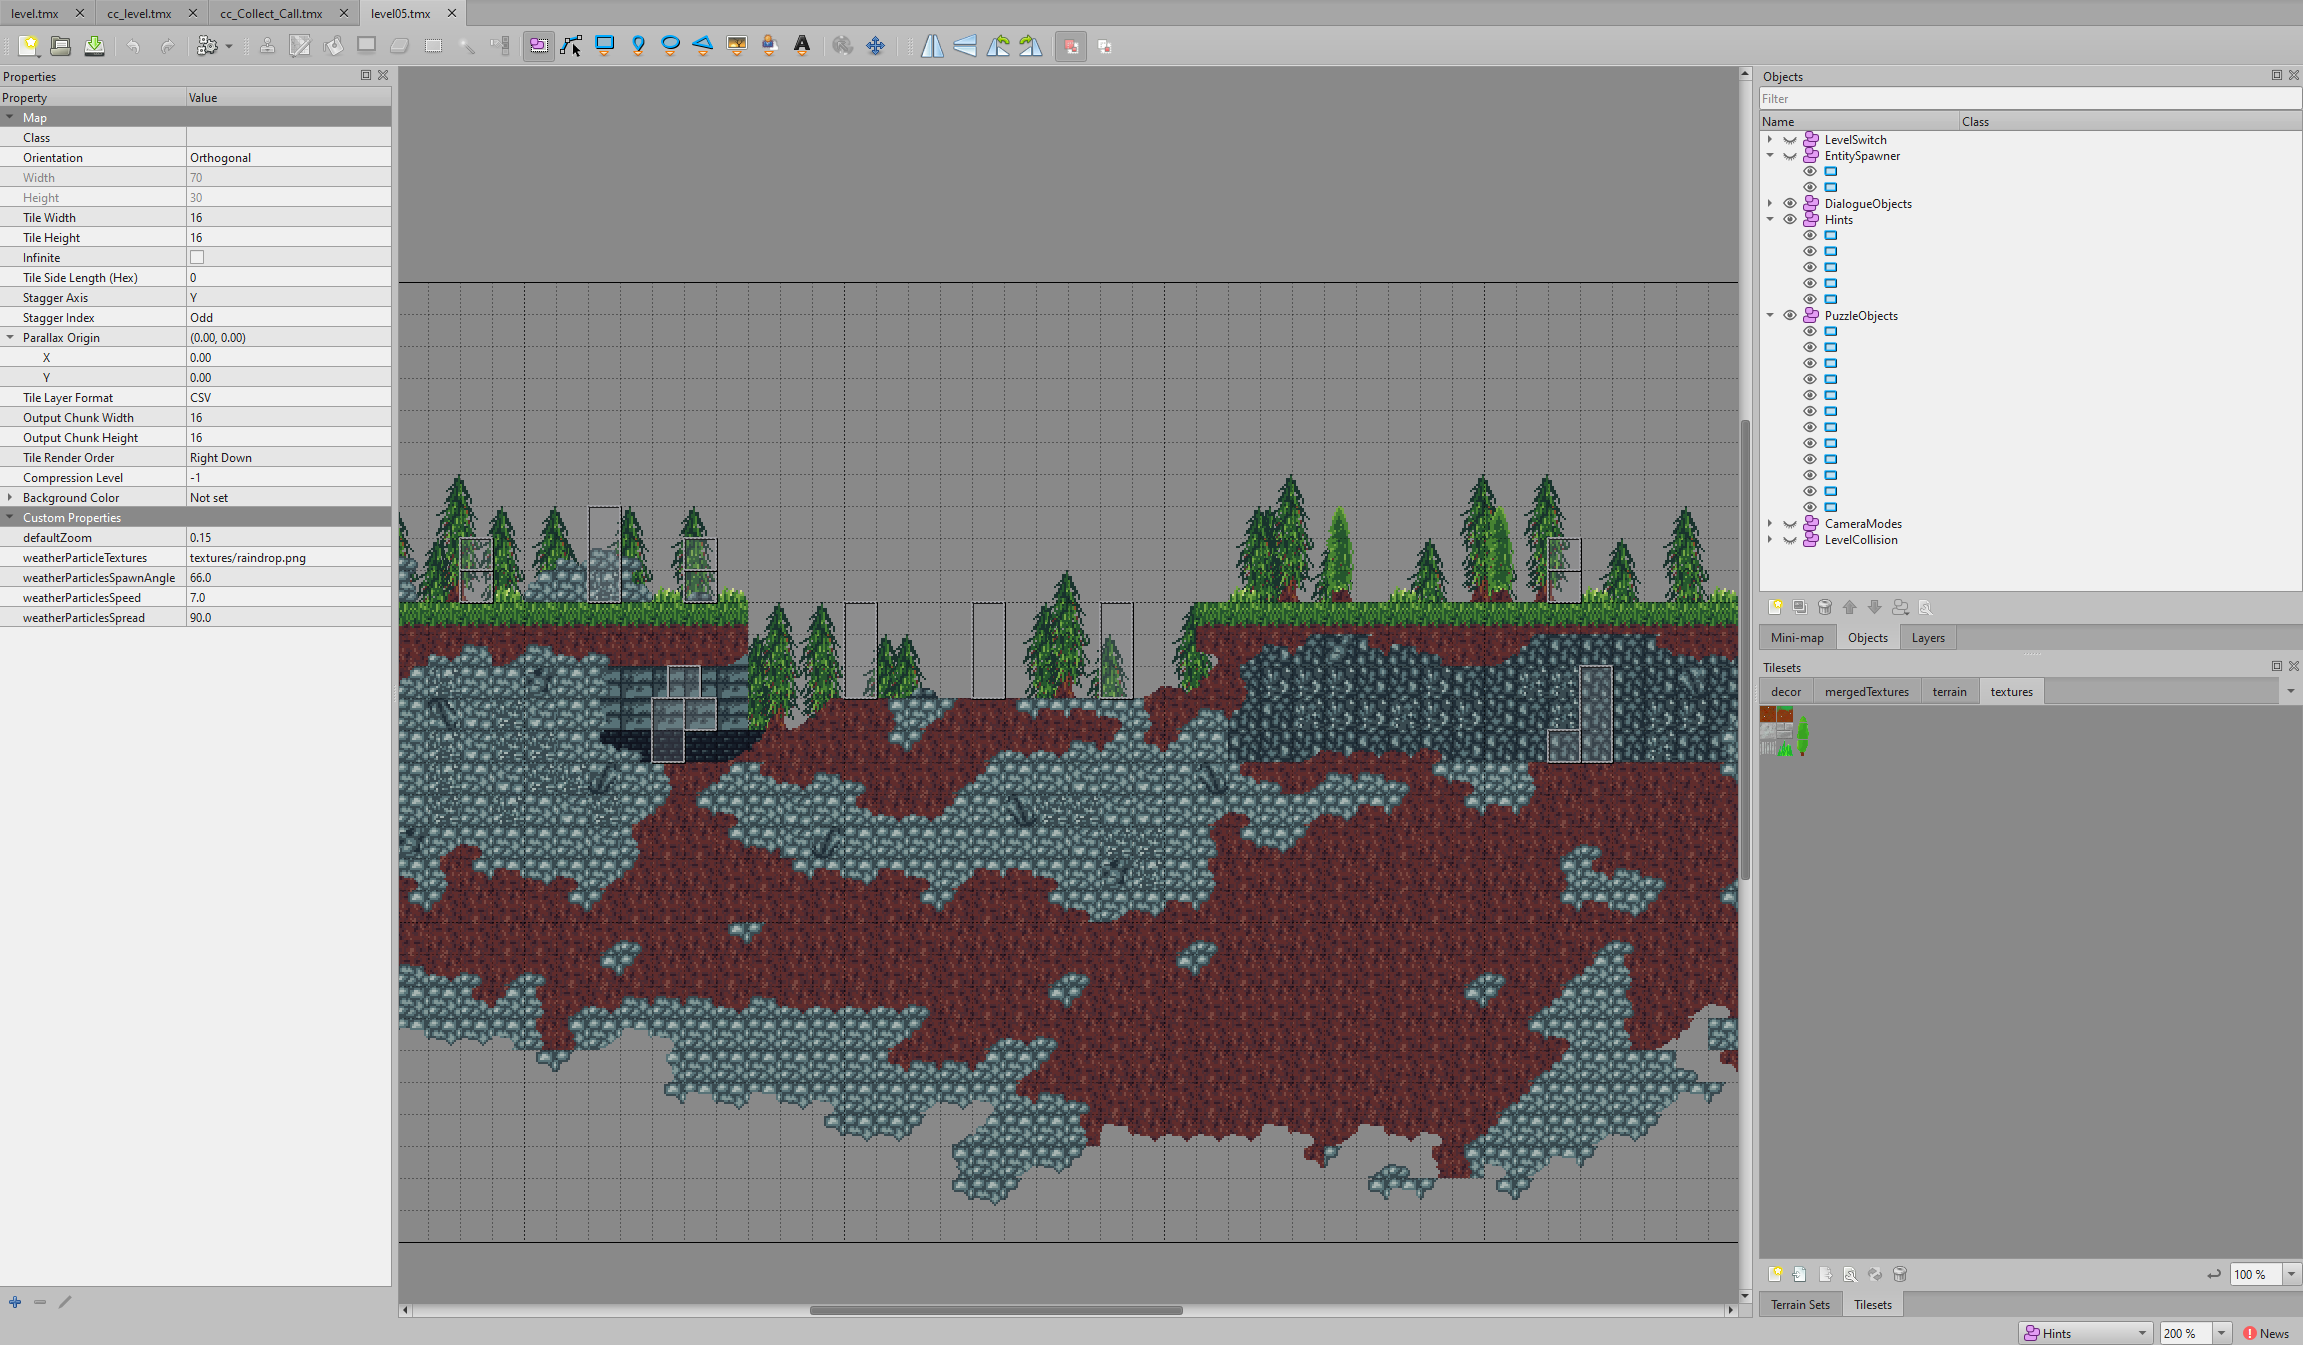 level.tmx cc_level.tmx cc_Collect_Call.tmx level05.tmx
Properties
Property Value
Map
Class
Orientation Orthogonal
Width 70
Height 30
Tile Width 16
Tile Height 16
Infinite
Tile Side Length (Hex) 0
Stagger Axis Y
Stagger Index Odd
Parallax Origin (0.00, 0.00)
X 0.00
Y 0.00
Tile Layer Format CSV
Output Chunk Width 16
Output Chunk Height 16
Tile Render Order Right Down
Compression Level -1
Background Color Not set
Custom Properties
defaultZoom 0.15
weatherParticleTextures textures/raindrop.png
weatherParticlesSpawnAngle 66.0
weatherParticlesSpeed 7.0
weatherParticlesSpread 90.0
Objects
Filter
Name Class
LevelSwitch
EntitySpawner
DialogueObjects
Hints
PuzzleObjects
CameraModes
LevelCollision
Mini-map Objects Layers
Tilesets
decor mergedTextures terrain textures
100 %
Terrain Sets Tilesets
Hints 200 % News